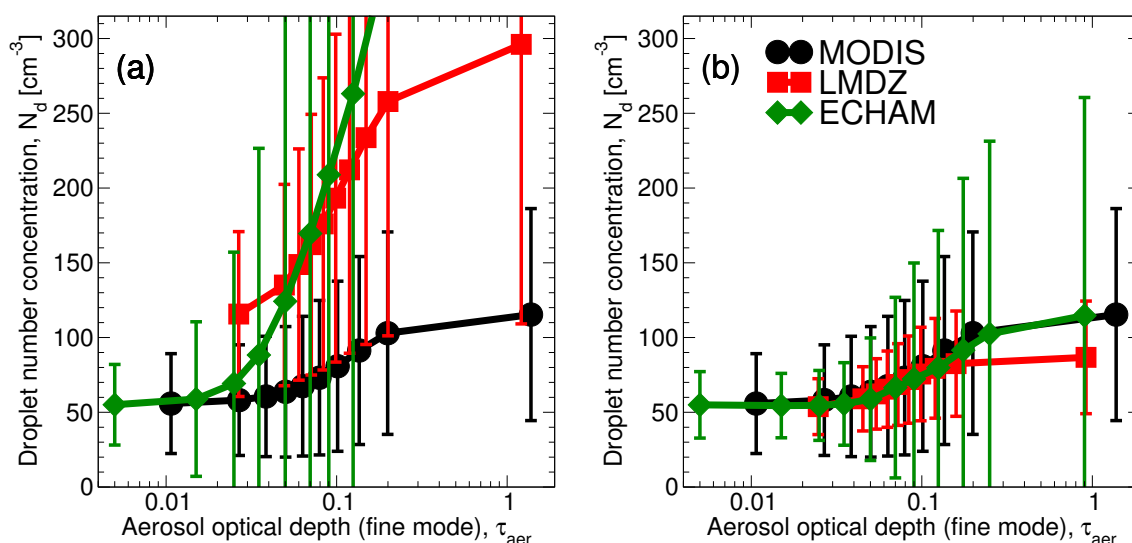 300
250
200
150
100
50
0
(a)
Droplet number concentration, N_d [cm^-3]
0.01 0.1 1
Aerosol optical depth (fine mode), τ_aer
300
250
200
150
100
50
0
(b)
MODIS
LMDZ
ECHAM
Droplet number concentration, N_d [cm^-3]
0.01 0.1 1
Aerosol optical depth (fine mode), τ_aer